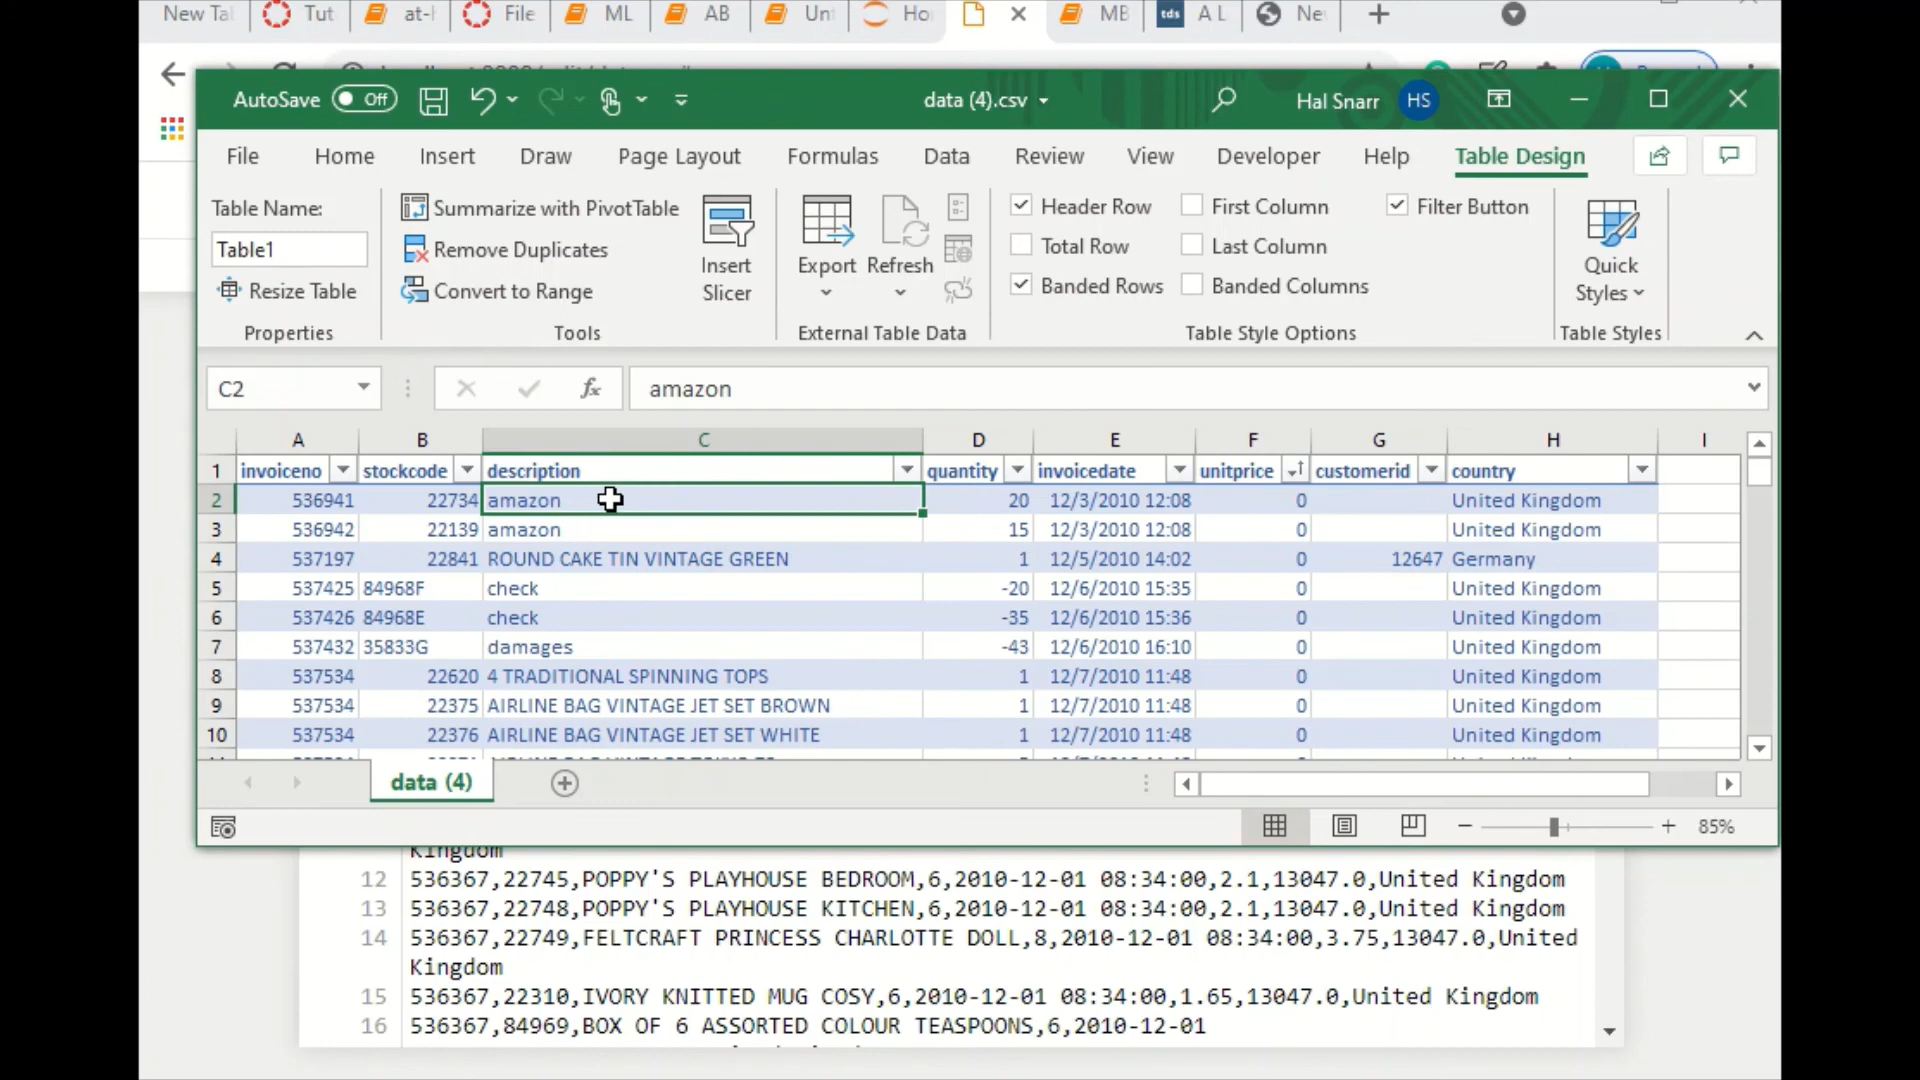 New Tal Tut at-H File ML AB Unt Ho MB tds A L Ne
AutoSave Off data (4).csv Hal Snarr HS
File Home Insert Draw Page Layout Formulas Data Review View Developer Help Table Design
Table Name:
Table1
Resize Table
Properties
Summarize with PivotTable
Remove Duplicates
Convert to Range
Tools
Insert
Slicer
Export
Refresh
External Table Data
Header Row First Column Filter Button
Total Row Last Column
Banded Rows Banded Columns
Table Style Options
Quick
Styles
Table Styles
C2 fx amazon
A B C D E F G H I
1 invoiceno stockcode description quantity invoicedate unitprice customerid country
2 536941 22734 amazon 20 12/3/2010 12:08 0 United Kingdom
3 536942 22139 amazon 15 12/3/2010 12:08 0 United Kingdom
4 537197 22841 ROUND CAKE TIN VINTAGE GREEN 1 12/5/2010 14:02 0 12647 Germany
5 537425 84968F check -20 12/6/2010 15:35 0 United Kingdom
6 537426 84968E check -35 12/6/2010 15:36 0 United Kingdom
7 537432 35833G damages -43 12/6/2010 16:10 0 United Kingdom
8 537534 22620 4 TRADITIONAL SPINNING TOPS 1 12/7/2010 11:48 0 United Kingdom
9 537534 22375 AIRLINE BAG VINTAGE JET SET BROWN 1 12/7/2010 11:48 0 United Kingdom
10 537534 22376 AIRLINE BAG VINTAGE JET SET WHITE 1 12/7/2010 11:48 0 United Kingdom
data (4)
85%
Kingdom
12 536367,22745,POPPY'S PLAYHOUSE BEDROOM,6,2010-12-01 08:34:00,2.1,13047.0,United Kingdom
13 536367,22748,POPPY'S PLAYHOUSE KITCHEN,6,2010-12-01 08:34:00,2.1,13047.0,United Kingdom
14 536367,22749,FELTCRAFT PRINCESS CHARLOTTE DOLL,8,2010-12-01 08:34:00,3.75,13047.0,United
Kingdom
15 536367,22310,IVORY KNITTED MUG COSY,6,2010-12-01 08:34:00,1.65,13047.0,United Kingdom
16 536367,84969,BOX OF 6 ASSORTED COLOUR TEASPOONS,6,2010-12-01